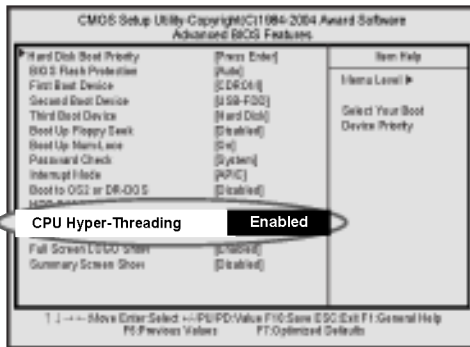 CMOS Setup Utility-Copyright(C)1984-2004 Award Software
Advanced BIOS Features
Hard Disk Boot Priority [Press Enter]
BIOS Flash Protection [Auto]
First Boot Device [CDROM]
Second Boot Device [USB-FDD]
Third Boot Device [Hard Disk]
Boot Up Floppy Seek [Disabled]
Boot Up NumLock [On]
Password Check [System]
Interrupt Mode [APIC]
Boot to OS2 or DR-DOS [Disabled]
CPU Hyper-Threading Enabled
Full Screen LOGO Show [Enabled]
Summary Screen Show [Disabled]
Item Help
Menu Level
Select Your Boot
Device Priority
↑↓→←:Move Enter:Select +/-/PU/PD:Value F10:Save ESC:Exit F1:General Help
F5:Previous Values F7:Optimized Defaults